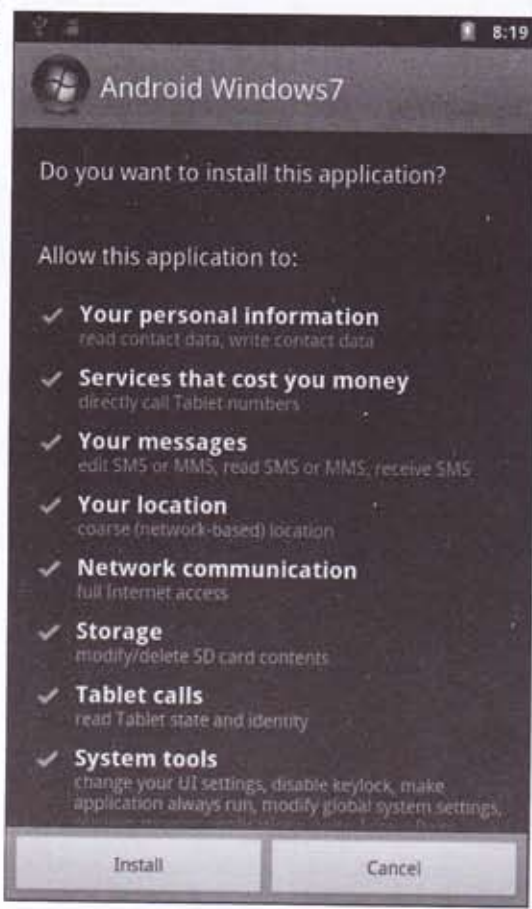 8:19
Android Windows7
Do you want to install this application?
Allow this application to:
Your personal information
read contact data, write contact data
Services that cost you money
directly call Tablet numbers
Your messages
edit SMS or MMS, read SMS or MMS, receive SMS
Your location
coarse (network-based) location
Network communication
full Internet access
Storage
modify/delete SD card contents
Tablet calls
read Tablet state and identity
System tools
change your UI settings, disable keylock, make
application always run, modify global system settings,
Install
Cancel